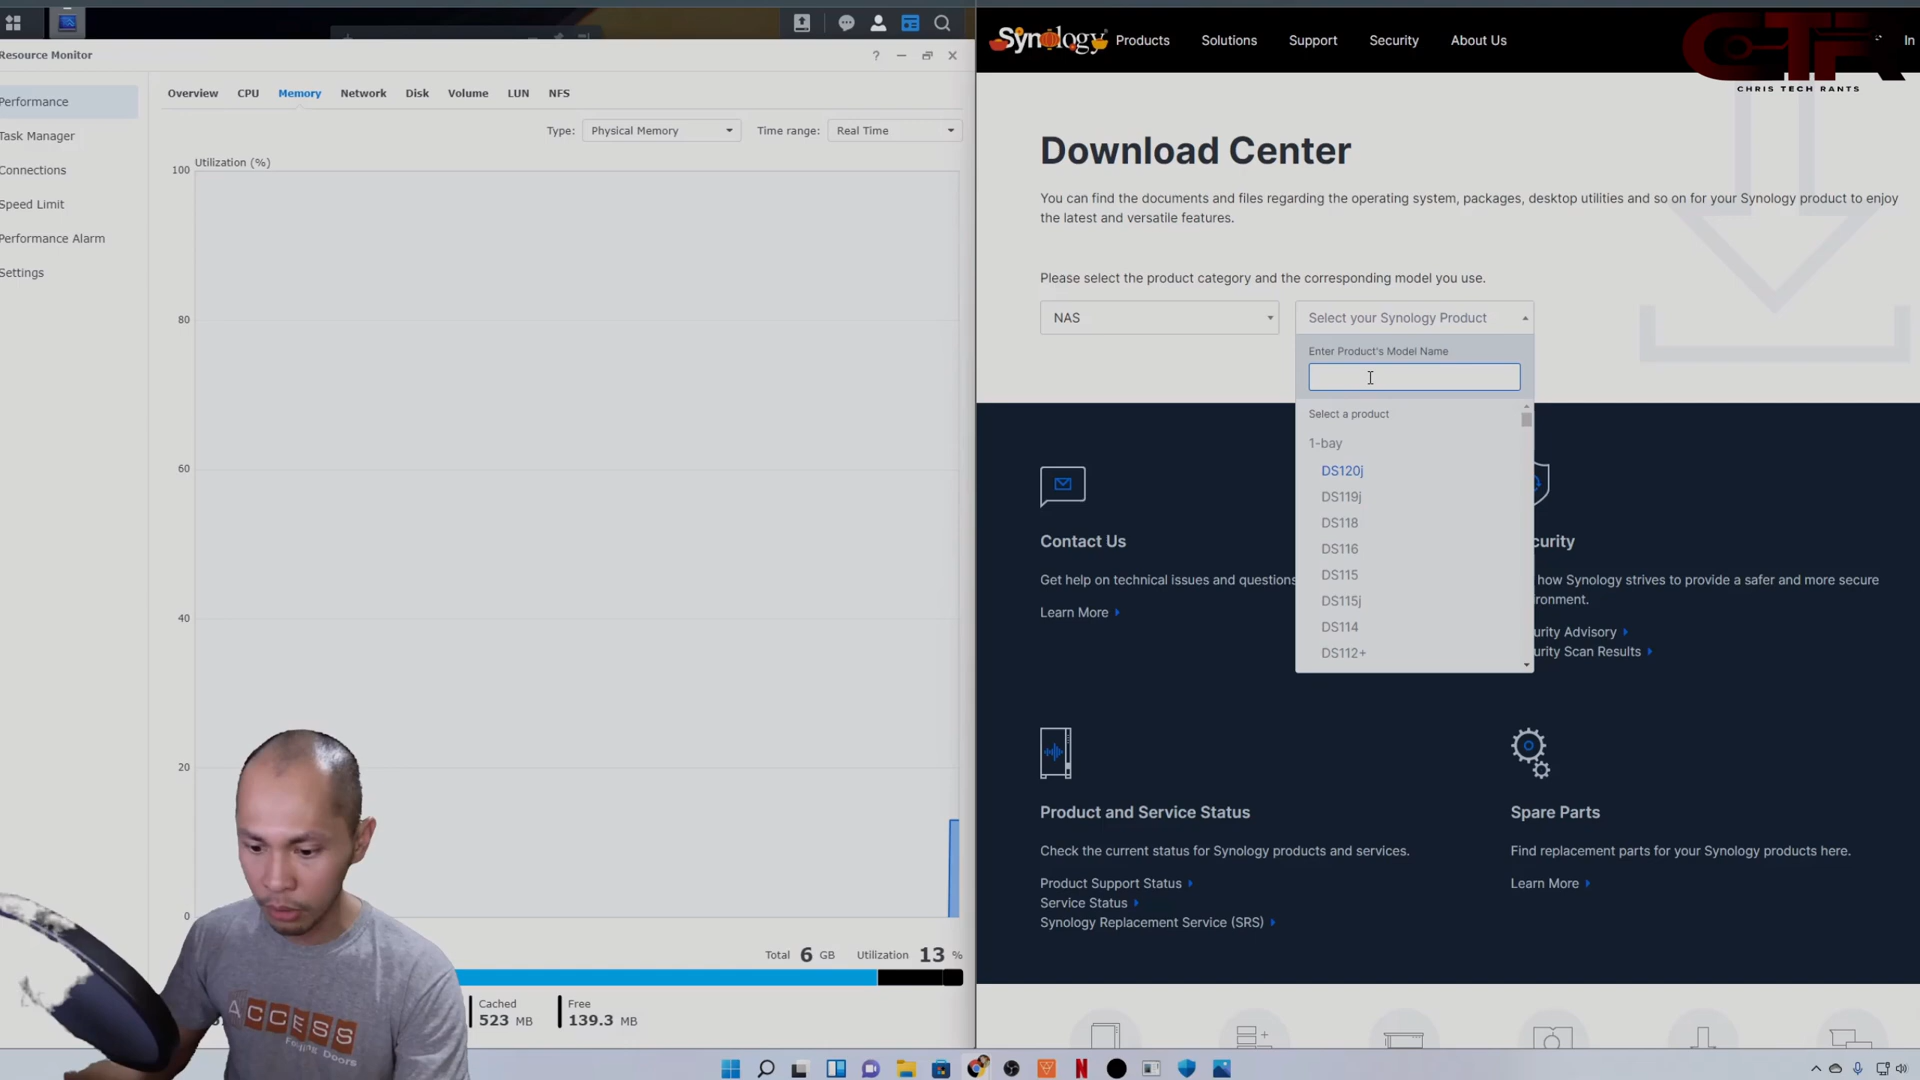 Resource Monitor
Performance
Task Manager
Connections
Speed Limit
Performance Alarm
Settings
Overview CPU Memory Network Disk Volume LUN NFS
Type: Physical Memory Time range: Real Time
Utilization (%)
100
80
60
40
20
0
Total 6 GB Utilization 13 %
Cached
523 MB
Free
139.3 MB
ACCESS
Doors
Synology Products Solutions Support Security About Us In
CTR
CHRIS TECH RANTS
Download Center
You can find the documents and files regarding the operating system, packages, desktop utilities and so on for your Synology product to enjoy
the latest and versatile features.
Please select the product category and the corresponding model you use.
NAS
Select your Synology Product
Enter Product's Model Name
Select a product
1-bay
DS120j
DS119j
DS118
DS116
DS115
DS115j
DS114
DS112+
Contact Us
Get help on technical issues and questions
Learn More
curity
how Synology strives to provide a safer and more secure
ronment.
urity Advisory
urity Scan Results
Product and Service Status
Check the current status for Synology products and services.
Product Support Status
Service Status
Synology Replacement Service (SRS)
Spare Parts
Find replacement parts for your Synology products here.
Learn More